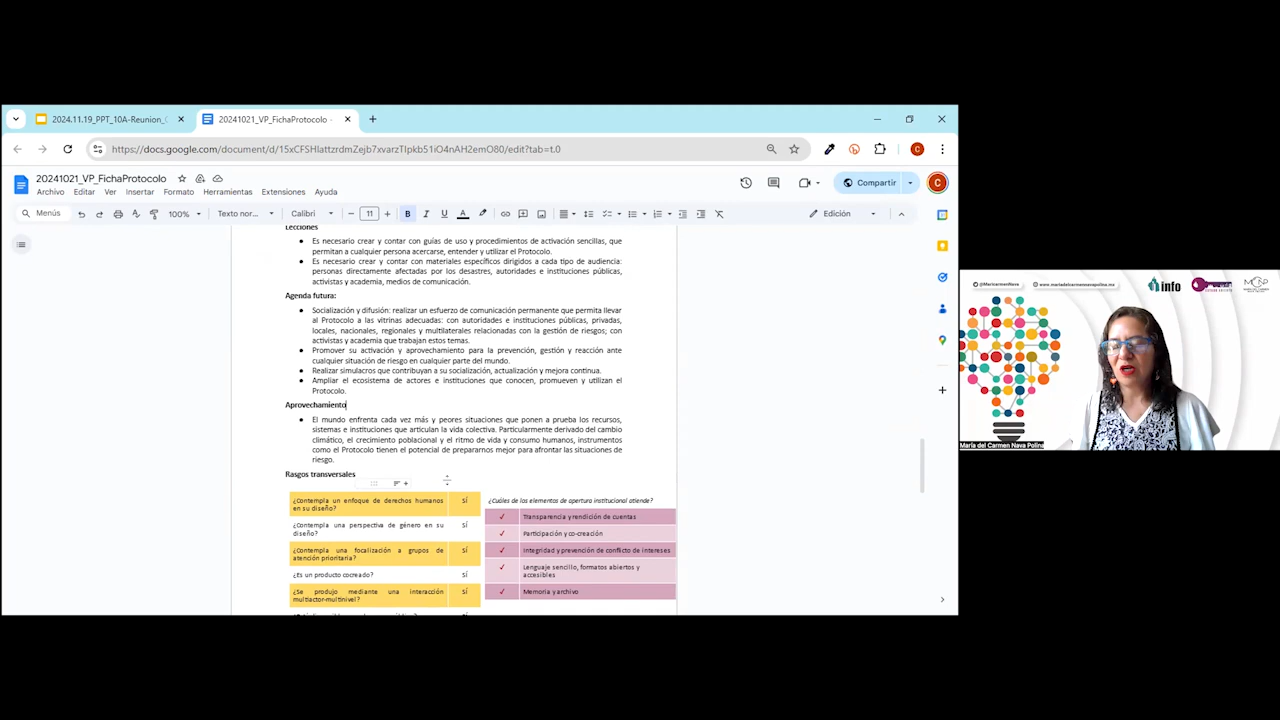 2024.11.19_PPT_10A-Reunion_
20241021_VP_FichaProtocolo -
https://docs.google.com/document/d/15xCFSHlattzrdmZejb7xvarzTIpkb51iO4nAH2emO80/edit?tab=t.0
20241021_VP_FichaProtocolo
Archivo Editar Ver Insertar Formato Herramientas Extensiones Ayuda
Compartir
C
Menús 100% Texto nor... Calibri 11 B I U A Edición
Lecciones
Es necesario crear y contar con guías de uso y procedimientos de activación sencillas, que
permitan a cualquier persona acercarse, entender y utilizar el Protocolo.
Es necesario crear y contar con materiales específicos dirigidos a cada tipo de audiencia:
personas directamente afectadas por los desastres, autoridades e instituciones públicas,
activistas y academia, medios de comunicación.
Agenda futura:
Socialización y difusión: realizar un esfuerzo de comunicación permanente que permita llevar
al Protocolo a las vitrinas adecuadas: con autoridades e instituciones públicas, privadas,
locales, nacionales, regionales y multilaterales relacionadas con la gestión de riesgos; con
activistas y academia que trabajan estos temas.
Promover su activación y aprovechamiento para la prevención, gestión y reacción ante
cualquier situación de riesgo en cualquier parte del mundo.
Realizar simulacros que contribuyan a su socialización, actualización y mejora continua.
Ampliar el ecosistema de actores e instituciones que conocen, promueven y utilizan el
Protocolo.
Aprovechamiento
El mundo enfrenta cada vez más y peores situaciones que ponen a prueba los recursos,
sistemas e instituciones que articulan la vida colectiva. Particularmente derivado del cambio
climático, el crecimiento poblacional y el ritmo de vida y consumo humanos, instrumentos
como el Protocolo tienen el potencial de prepararnos mejor para afrontar las situaciones de
riesgo.
Rasgos transversales
¿Contempla un enfoque de derechos humanos
en su diseño? SÍ
¿Contempla una perspectiva de género en su
diseño? SÍ
¿Contempla una focalización a grupos de
atención prioritaria? SÍ
¿Es un producto cocreado? SÍ
¿Se produjo mediante una interacción
multiactor-multinivel? SÍ
¿Cuáles de los elementos de apertura institucional atiende?
✓ Transparencia y rendición de cuentas
✓ Participación y co-creación
✓ Integridad y prevención de conflicto de intereses
✓ Lenguaje sencillo, formatos abiertos y
accesibles
✓ Memoria y archivo
@MaricarmenNava
www.mariadelcarmennavapolina.mx
info
María del Carmen Nava Polina